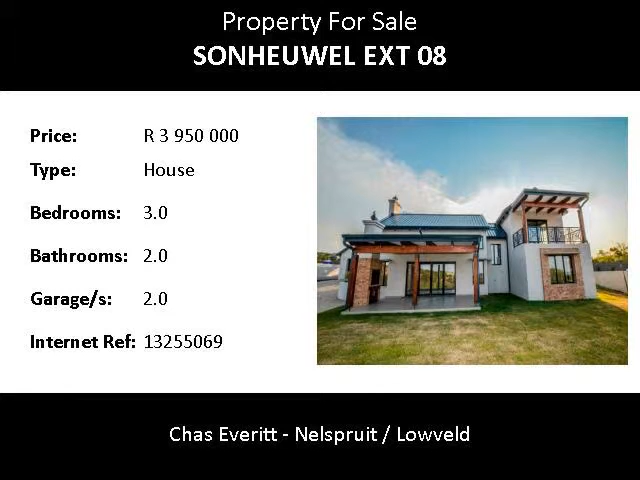 Property For Sale
SONHEUWEL EXT 08
Price: R 3 950 000
Type: House
Bedrooms: 3.0
Bathrooms: 2.0
Garage/s: 2.0
Internet Ref: 13255069
Chas Everitt - Nelspruit / Lowveld